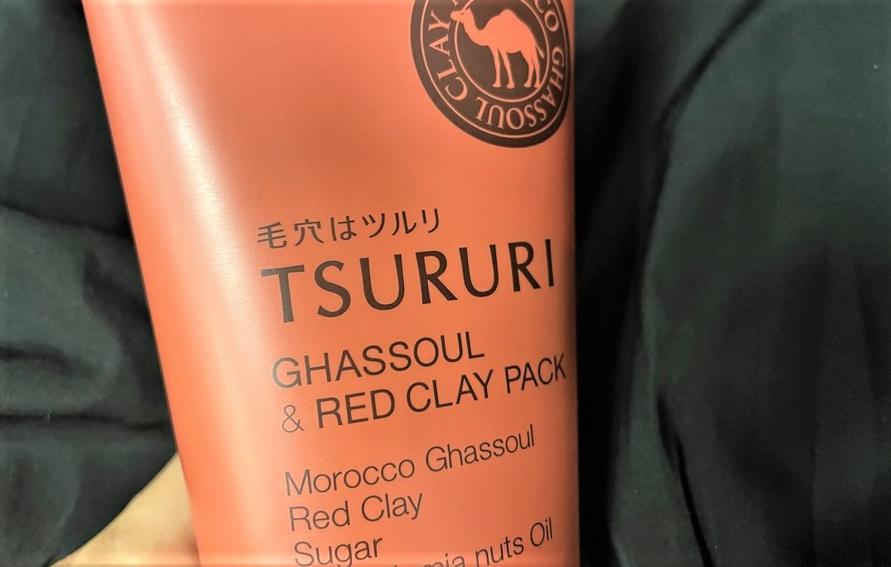 GHASSOUL CLAY
毛穴はツルリ
TSURURI
GHASSOUL
& RED CLAY PACK
Morocco Ghassoul
Red Clay
Sugar
nuts Oil